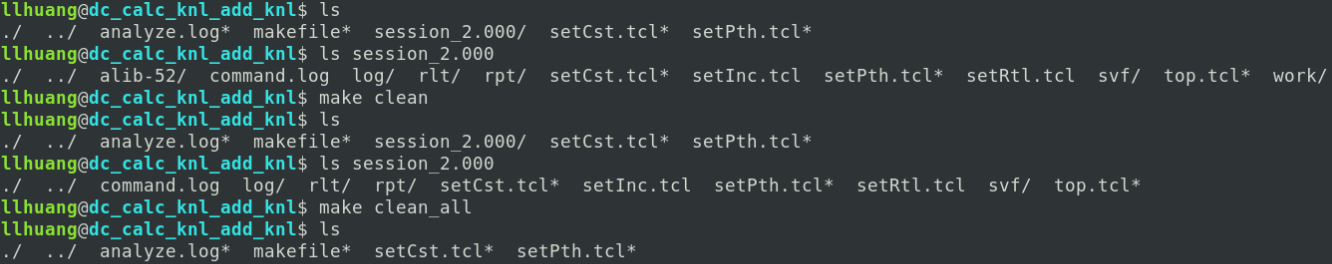 llhuang@dc_calc_knl_add_knl$ ls
./  ../  analyze.log*  makefile*  session_2.000/  setCst.tcl*  setPth.tcl*
llhuang@dc_calc_knl_add_knl$ ls session_2.000
./  ../  alib-52/  command.log  log/  rlt/  rpt/  setCst.tcl*  setInc.tcl  setPth.tcl*  setRtl.tcl  svf/  top.tcl*  work/
llhuang@dc_calc_knl_add_knl$ make clean
llhuang@dc_calc_knl_add_knl$ ls
./  ../  analyze.log*  makefile*  session_2.000/  setCst.tcl*  setPth.tcl*
llhuang@dc_calc_knl_add_knl$ ls session_2.000
./  ../  command.log  log/  rlt/  rpt/  setCst.tcl*  setInc.tcl  setPth.tcl*  setRtl.tcl  svf/  top.tcl*
llhuang@dc_calc_knl_add_knl$ make clean_all
llhuang@dc_calc_knl_add_knl$ ls
./  ../  analyze.log*  makefile*  setCst.tcl*  setPth.tcl*